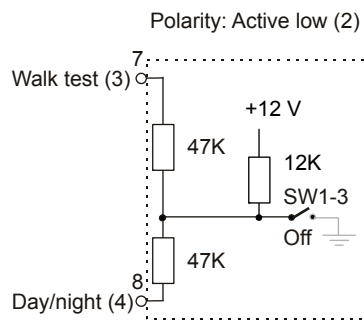 Polarity: Active low (2)
7
Walk test (3)
+12 V
47K
12K
SW1-3
Off
47K
8
Day/night (4)